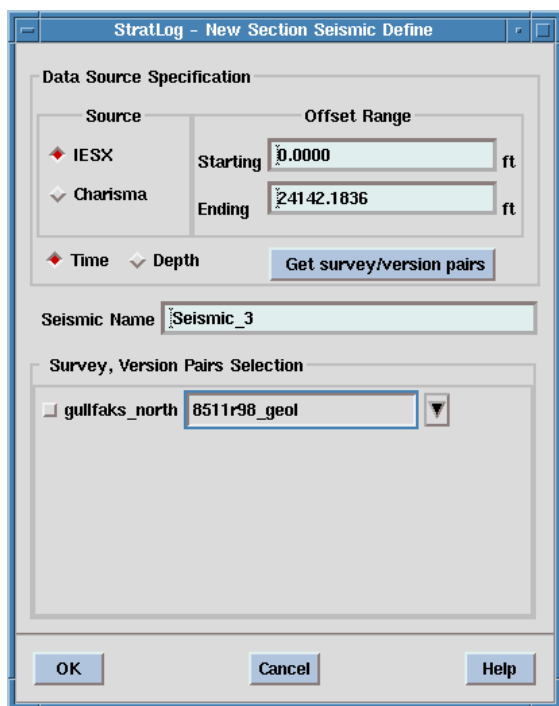 StratLog - New Section Seismic Define
Data Source Specification
Source
Offset Range
IESX
Starting 0.0000 ft
Charisma
Ending 24142.1836 ft
Time Depth Get survey/version pairs
Seismic Name Seismic_3
Survey, Version Pairs Selection
gullfaks_north 8511r98_geol
OK Cancel Help